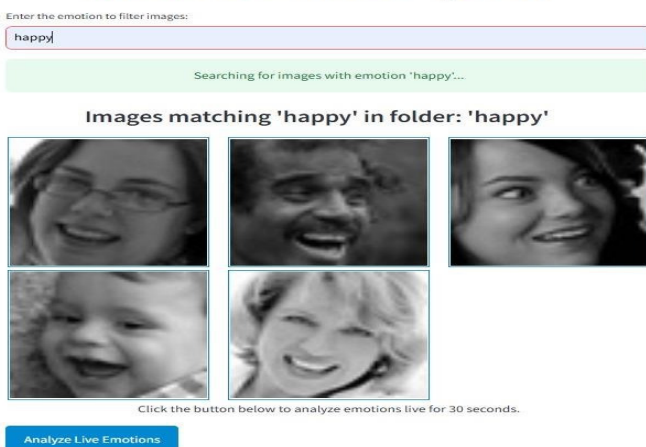 Enter the emotion to filter images:
happy
Searching for images with emotion 'happy'...
Images matching 'happy' in folder: 'happy'
Click the button below to analyze emotions live for 30 seconds.
Analyze Live Emotions